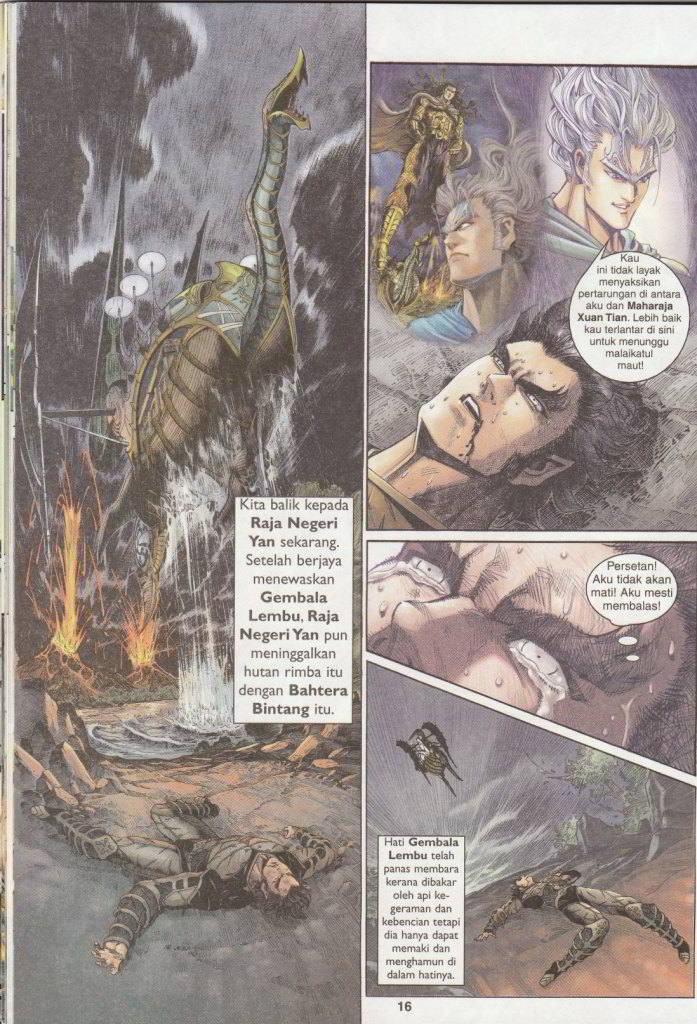 Kita balik kepada
Raja Negeri
Yan sekarang.
Setelah berjaya
menewaskan
Gembala
Lembu, Raja
Negeri Yan pun
meninggalkan
hutan rimba itu
dengan Bahtera
Bintang itu.
Kau
ini tidak layak
menyaksikan
pertarungan di antara
aku dan Maharaja
Xuan Tian. Lebih baik
kau terlantar di sini
untuk menunggu
malaikatul
maut!
Persetan!
Aku tidak akan
mati! Aku mesti
membalas!
Hati Gembala
Lembu telah
panas membara
kerana dibakar
oleh api ke-
geraman dan
kebencian tetapi
dia hanya dapat
memaki dan
menghamun di
dalam hatinya.
16